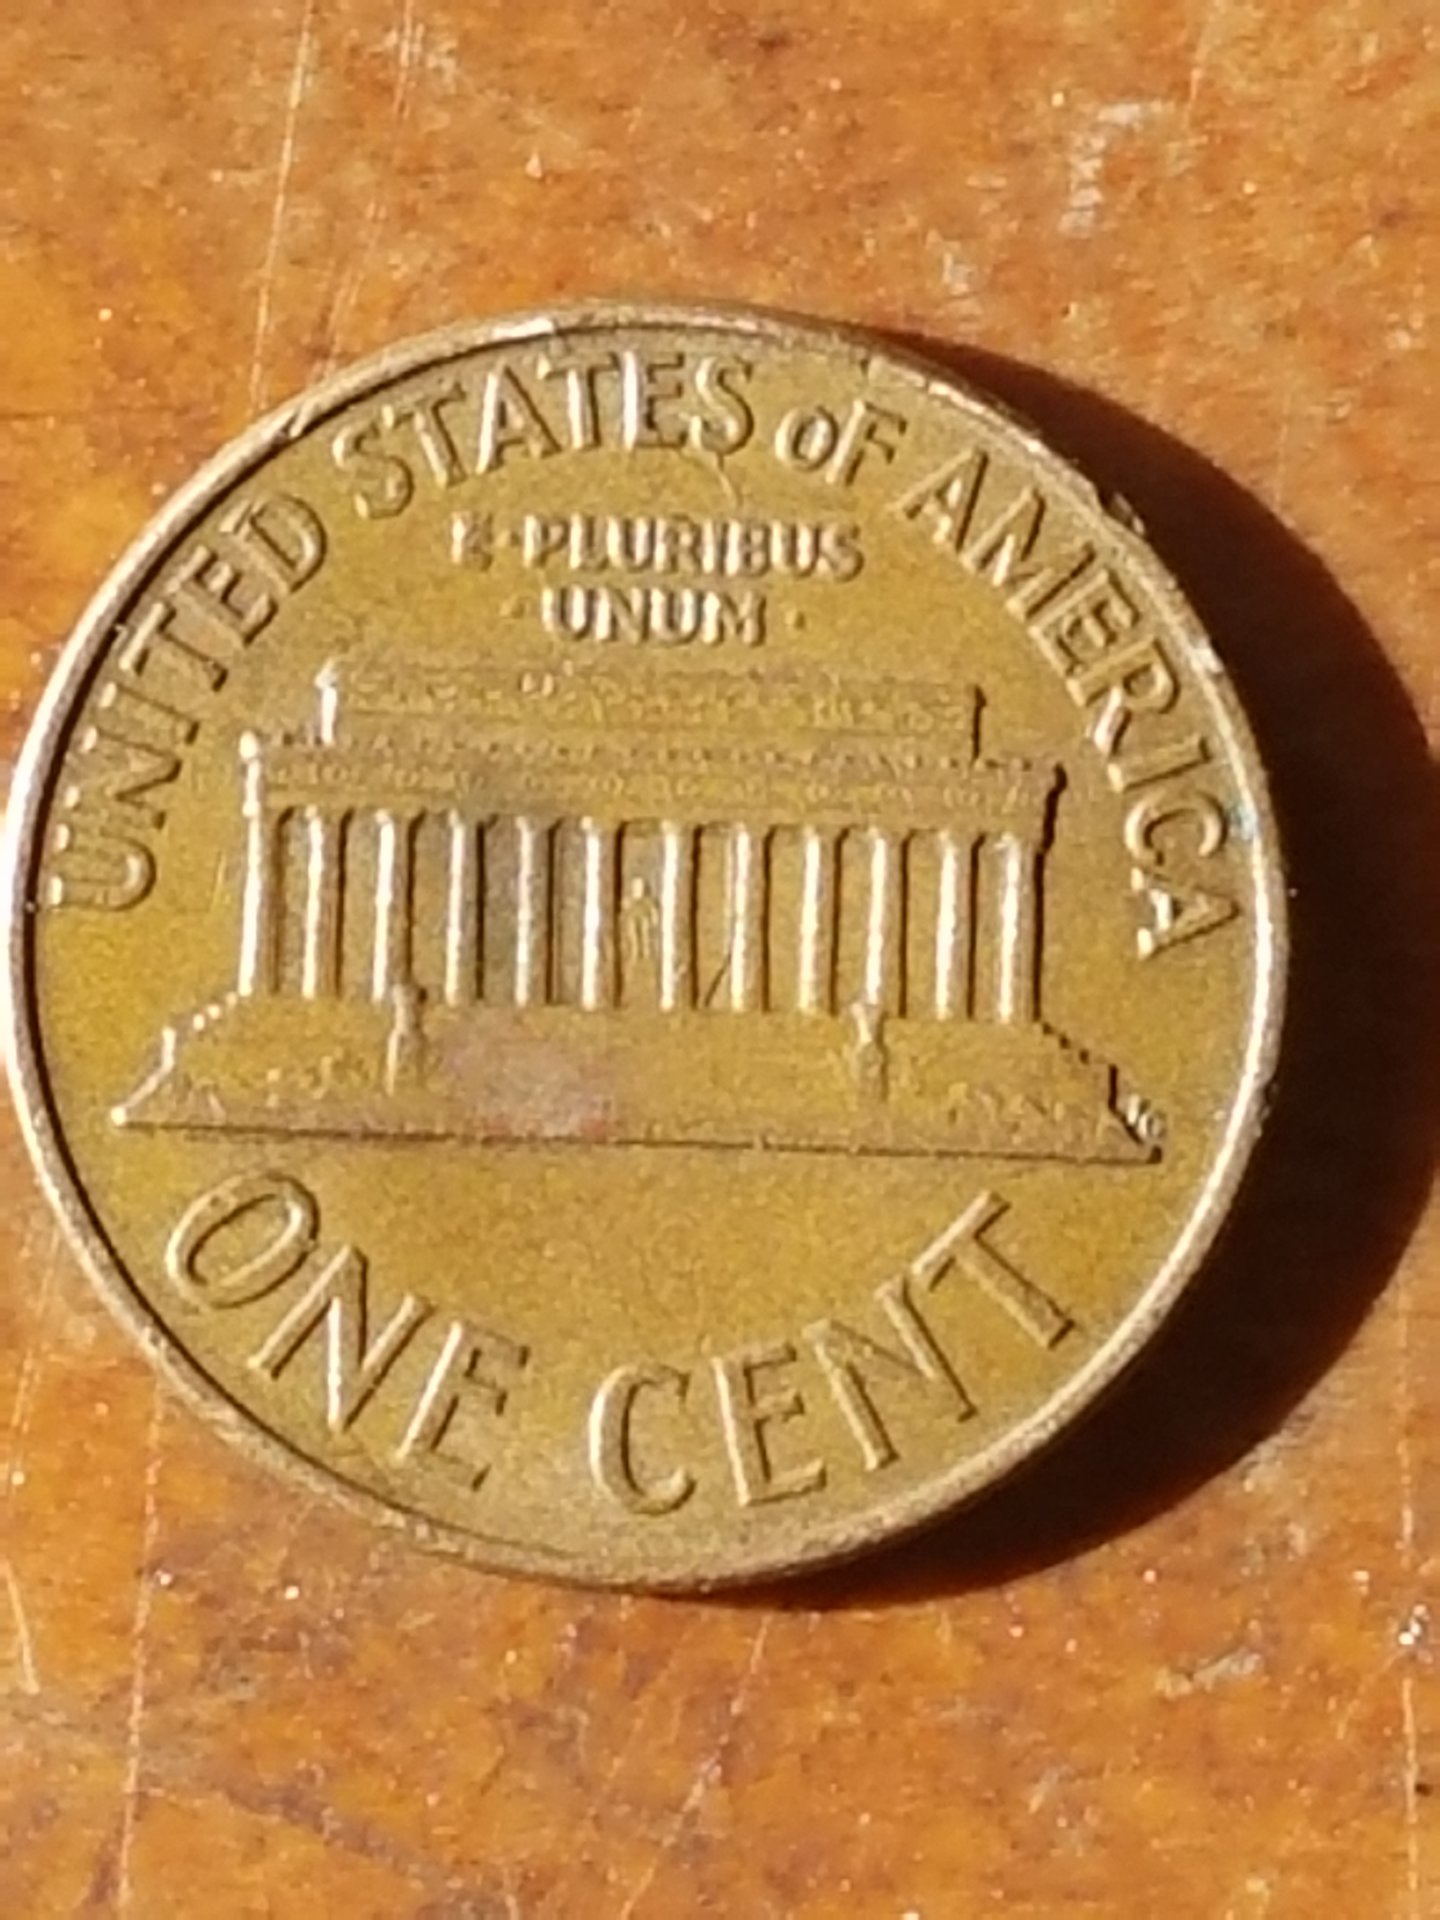 UNITED STATES OF AMERICA
E·PLURIBUS
·UNUM·
ONE CENT